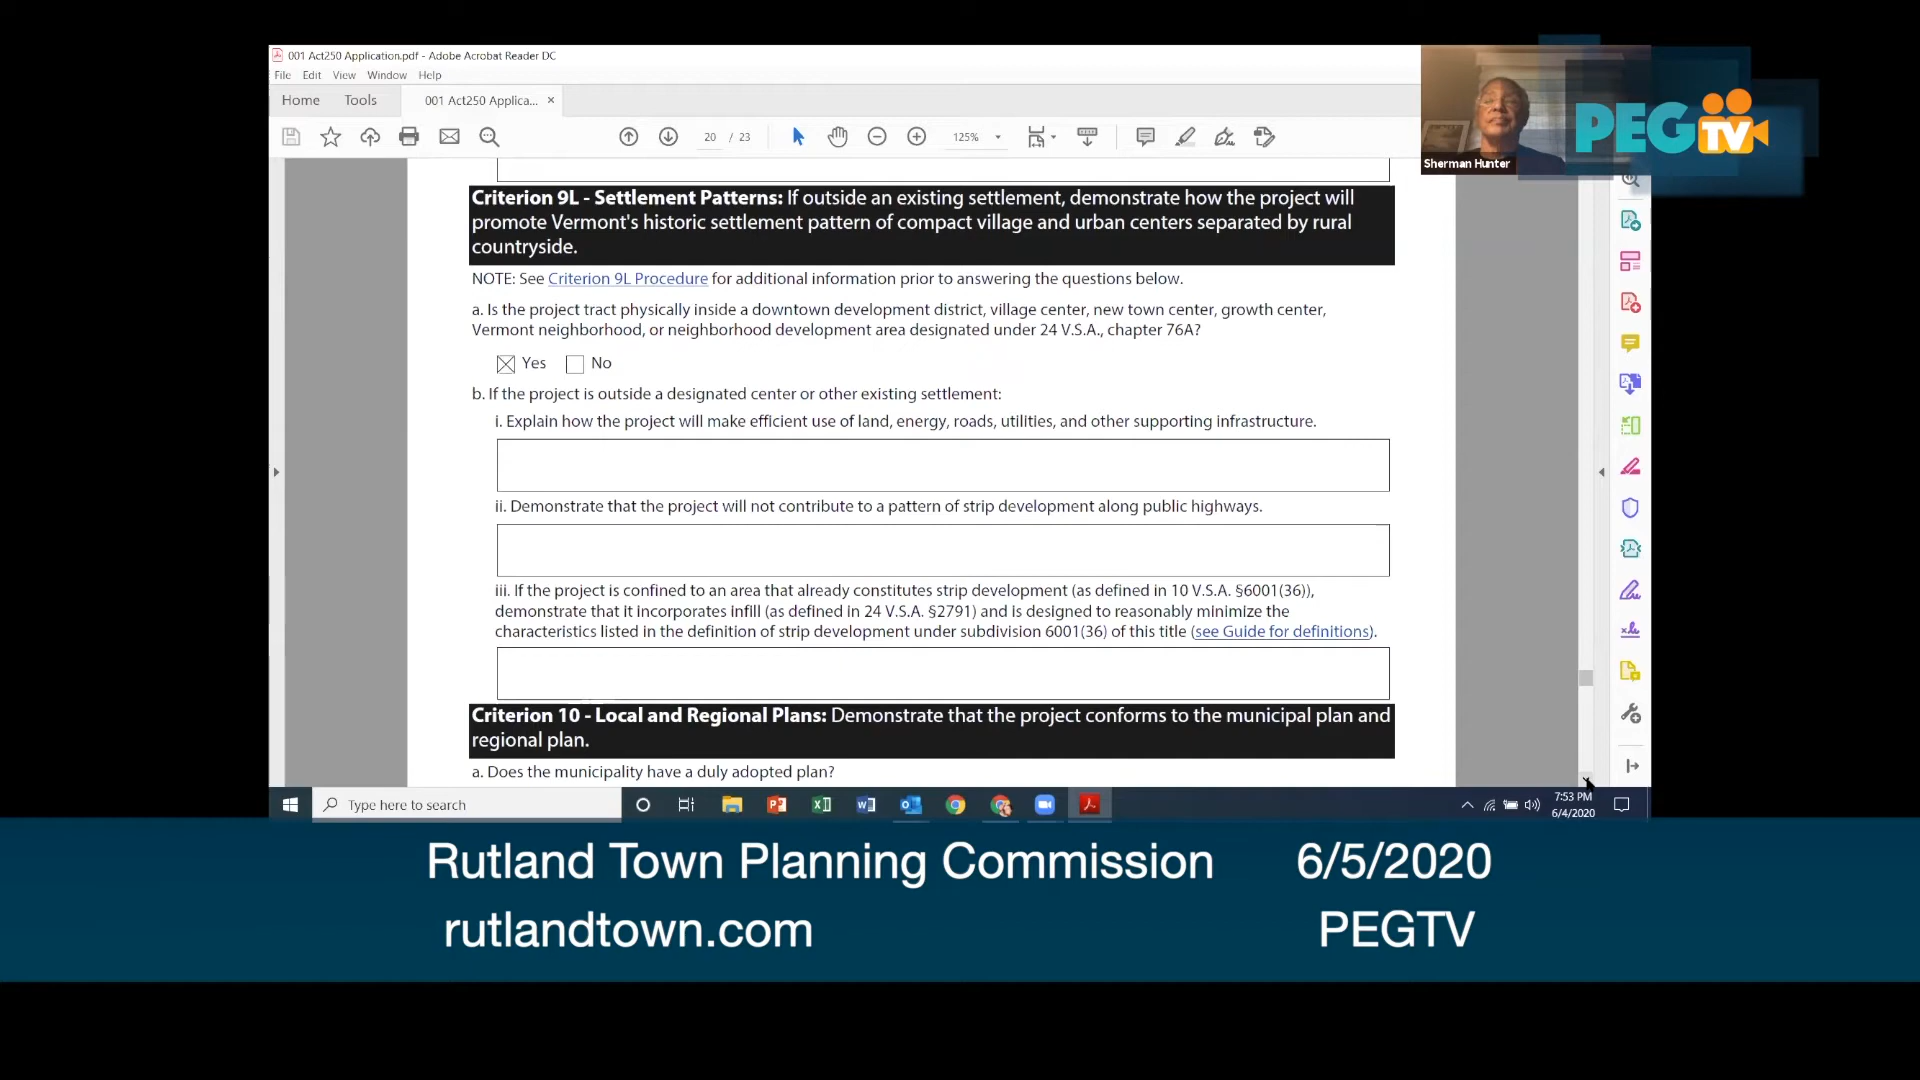 001 Act250 Application.pdf - Adobe Acrobat Reader DC
File Edit View Window Help
Home Tools 001 Act250 Applica... ×
20 / 23 125%
PEG TV
Sherman Hunter
Criterion 9L - Settlement Patterns: If outside an existing settlement, demonstrate how the project will
promote Vermont's historic settlement pattern of compact village and urban centers separated by rural
countryside.
NOTE: See Criterion 9L Procedure for additional information prior to answering the questions below.
a. Is the project tract physically inside a downtown development district, village center, new town center, growth center,
Vermont neighborhood, or neighborhood development area designated under 24 V.S.A., chapter 76A?
Yes No
b. If the project is outside a designated center or other existing settlement:
i. Explain how the project will make efficient use of land, energy, roads, utilities, and other supporting infrastructure.
ii. Demonstrate that the project will not contribute to a pattern of strip development along public highways.
iii. If the project is confined to an area that already constitutes strip development (as defined in 10 V.S.A. §6001(36)),
demonstrate that it incorporates infill (as defined in 24 V.S.A. §2791) and is designed to reasonably minimize the
characteristics listed in the definition of strip development under subdivision 6001(36) of this title (see Guide for definitions).
Criterion 10 - Local and Regional Plans: Demonstrate that the project conforms to the municipal plan and
regional plan.
a. Does the municipality have a duly adopted plan?
Type here to search
7:53 PM
6/4/2020
Rutland Town Planning Commission 6/5/2020
rutlandtown.com PEGTV